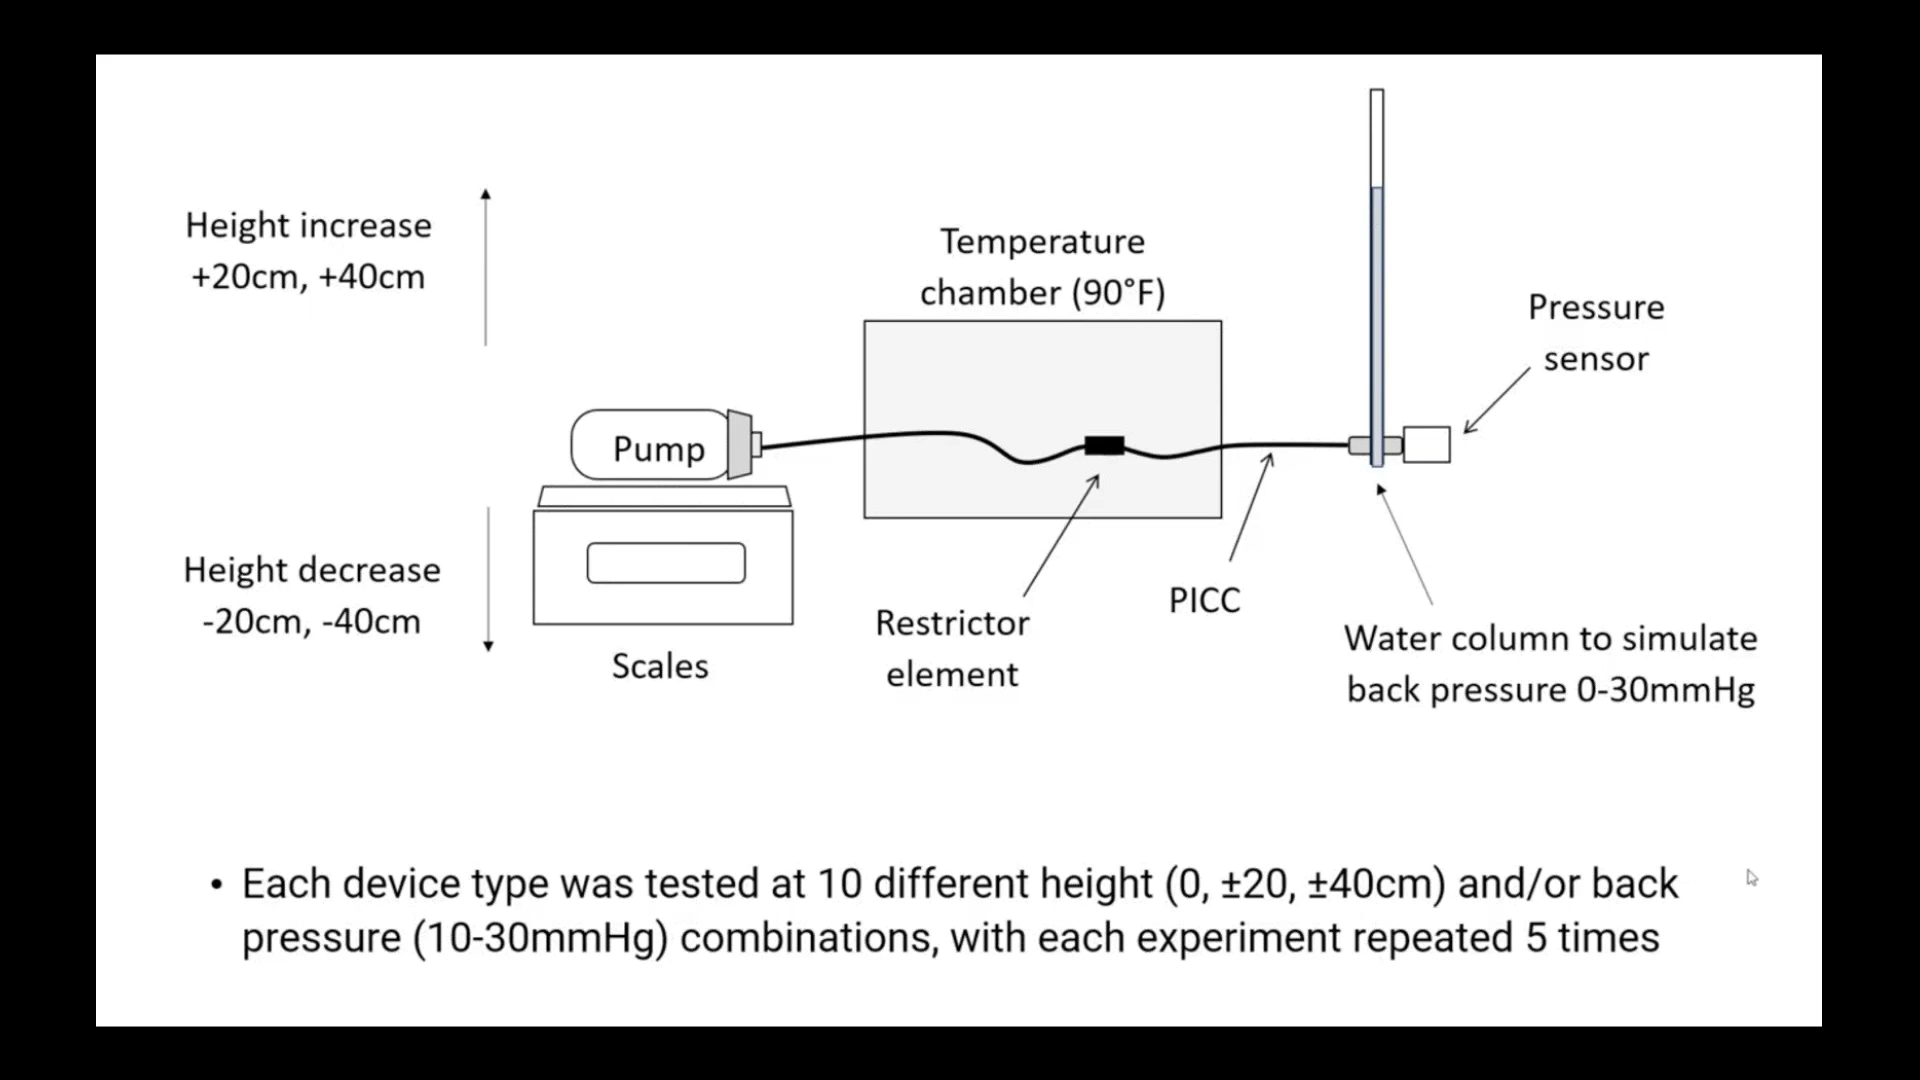 Height increase
+20cm, +40cm
Temperature
chamber (90°F)
Pressure
sensor
Pump
Height decrease
-20cm, -40cm
Scales
Restrictor
element
PICC
Water column to simulate
back pressure 0-30mmHg
• Each device type was tested at 10 different height (0, ±20, ±40cm) and/or back
pressure (10-30mmHg) combinations, with each experiment repeated 5 times